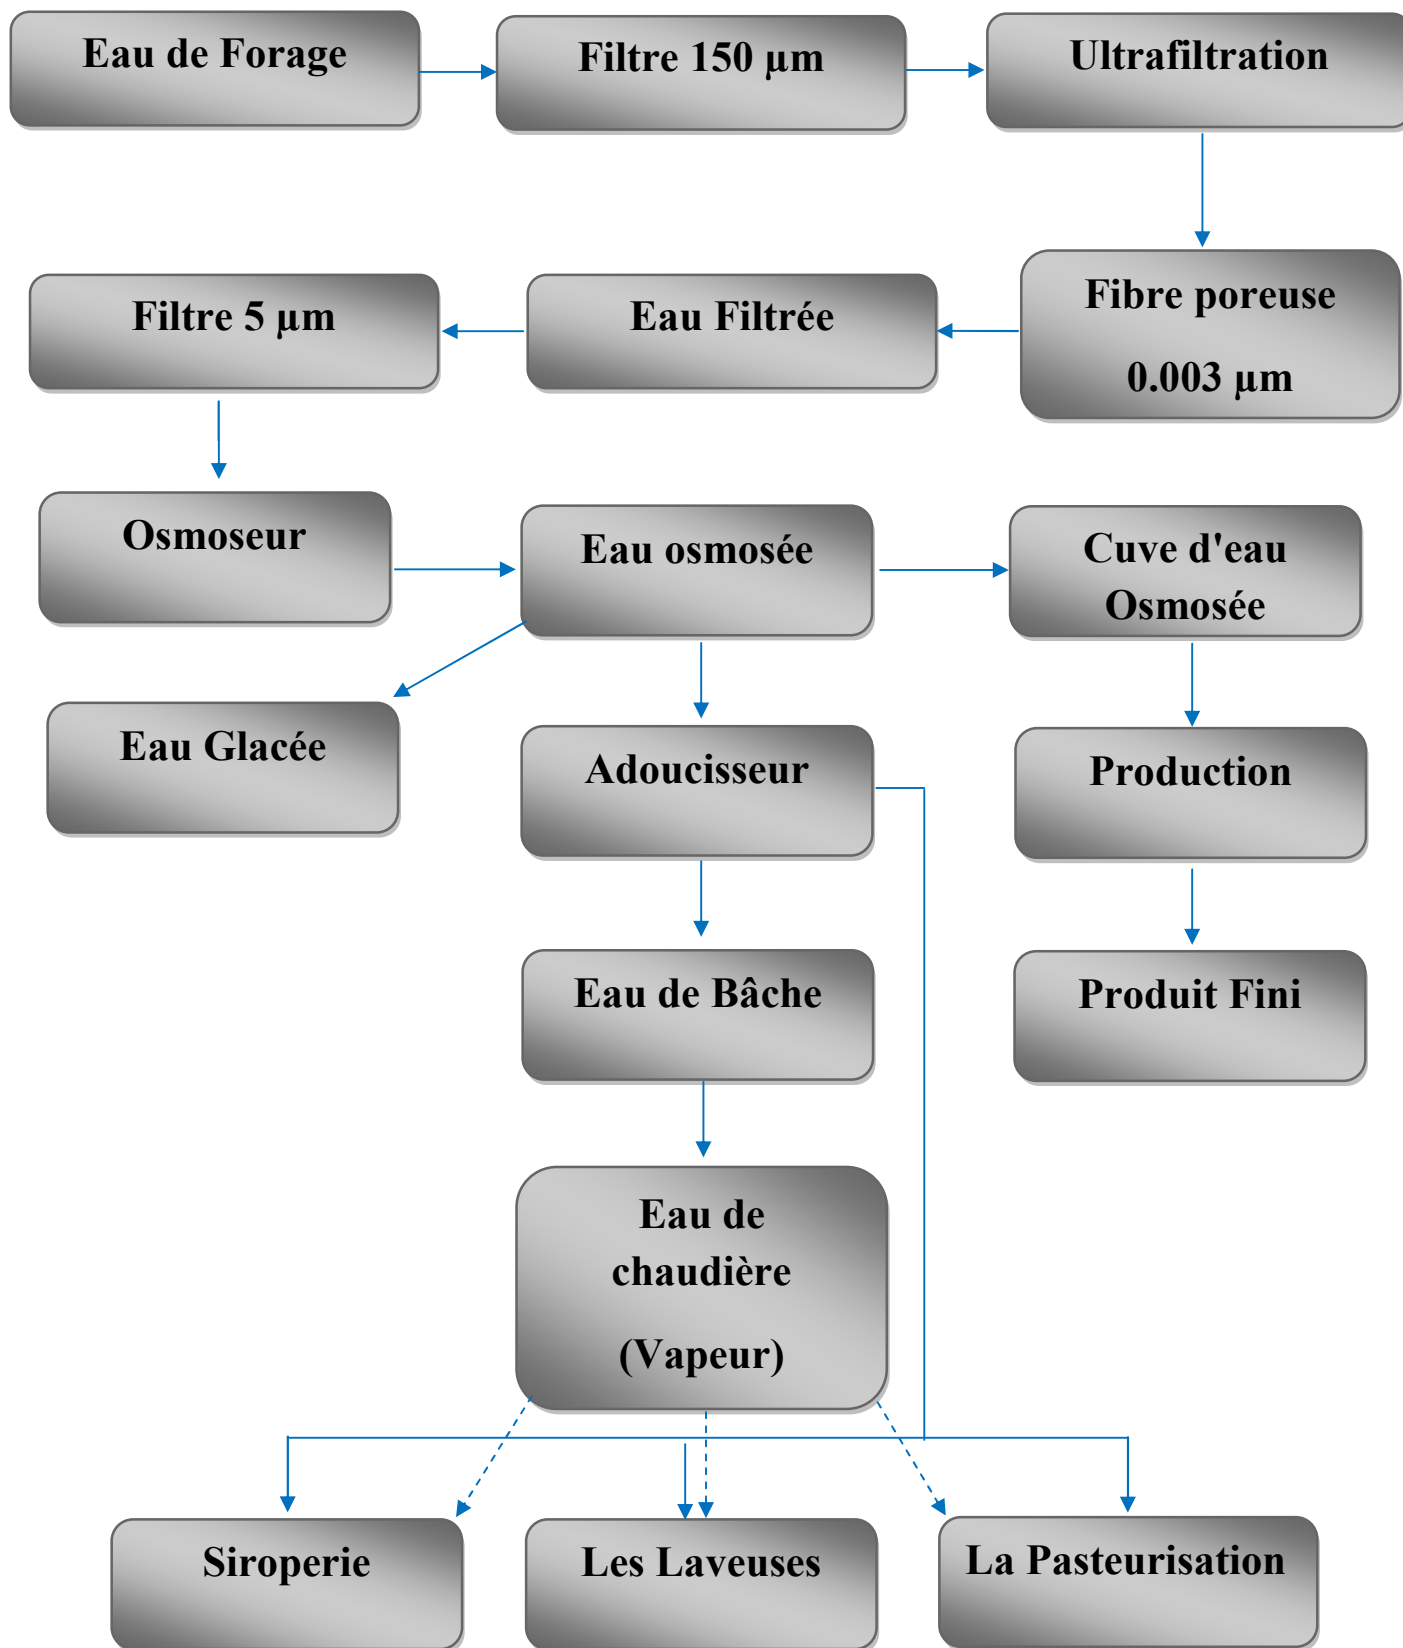 Eau de Forage
Filtre 150 µm
Ultrafiltration
Filtre 5 µm
Eau Filtrée
Fibre poreuse
0.003 µm
Osmoseur
Eau osmosée
Cuve d'eau
Osmosée
Eau Glacée
Adoucisseur
Production
Eau de Bâche
Produit Fini
Eau de
chaudière
(Vapeur)
Siroperie
Les Laveuses
La Pasteurisation